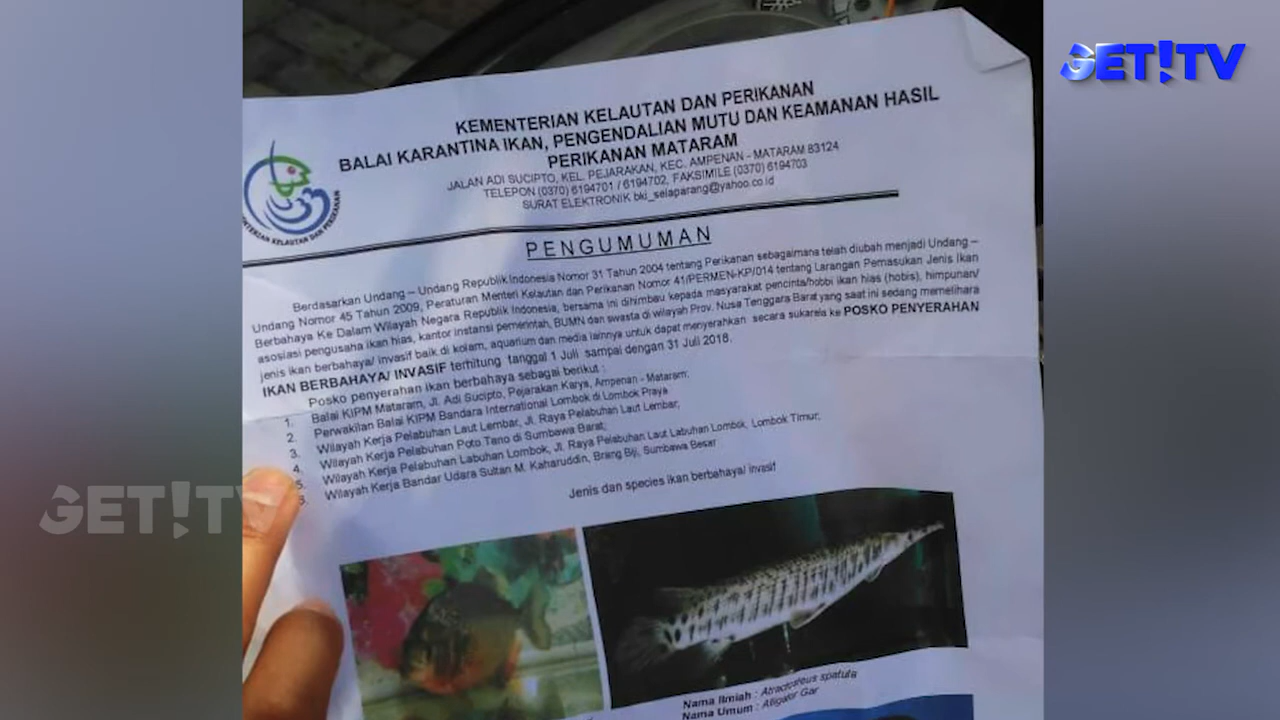 GET!TV
KEMENTERIAN KELAUTAN DAN PERIKANAN
BALAI KARANTINA IKAN, PENGENDALIAN MUTU DAN KEAMANAN HASIL
PERIKANAN MATARAM
JALAN ADI SUCIPTO, KEL. PEJARAKAN, KEC. AMPENAN - MATARAM 83124
TELEPON (0370) 6194701 / 6194702, FAKSIMILE (0370) 6194703
SURAT ELEKTRONIK bki_selaparang@yahoo.co.id
KEMENTERIAN KELAUTAN DAN PERIKANAN
PENGUMUMAN
Berdasarkan Undang – Undang Republik Indonesia Nomor 31 Tahun 2004 tentang Perikanan sebagaimana telah diubah menjadi Undang –
Undang Nomor 45 Tahun 2009, Peraturan Menteri Kelautan dan Perikanan Nomor 41/PERMEN-KP/014 tentang Larangan Pemasukan Jenis Ikan
Berbahaya Ke Dalam Wilayah Negara Republik Indonesia, bersama ini dihimbau kepada masyarakat pencinta/hobbi ikan hias (hobis), himpunan/
asosiasi pengusaha ikan hias, kantor instansi pemerintah, BUMN dan swasta di wilayah Prov. Nusa Tenggara Barat yang saat ini sedang memelihara
jenis ikan berbahaya/ invasif baik di kolam, aquarium dan media lainnya untuk dapat menyerahkan secara sukarela ke POSKO PENYERAHAN
IKAN BERBAHAYA/ INVASIF terhitung tanggal 1 Juli sampai dengan 31 Juli 2018.
Posko penyerahan ikan berbahaya sebagai berikut :
1. Balai KIPM Mataram, Jl. Adi Sucipto, Pejarakan Karya, Ampenan - Mataram;
2. Perwakilan Balai KIPM Bandara International Lombok di Lombok Praya
3. Wilayah Kerja Pelabuhan Laut Lembar, Jl. Raya Pelabuhan Laut Lembar;
4. Wilayah Kerja Pelabuhan Poto Tano di Sumbawa Barat;
5. Wilayah Kerja Pelabuhan Labuhan Lombok, Jl. Raya Pelabuhan Laut Labuhan Lombok, Lombok Timur;
6. Wilayah Kerja Bandar Udara Sultan M. Kaharuddin, Brang Biji, Sumbawa Besar
Jenis dan species ikan berbahaya/ invasif
GET!TV
Nama Ilmiah : Atractosteus spatula
Nama Umum : Alligator Gar